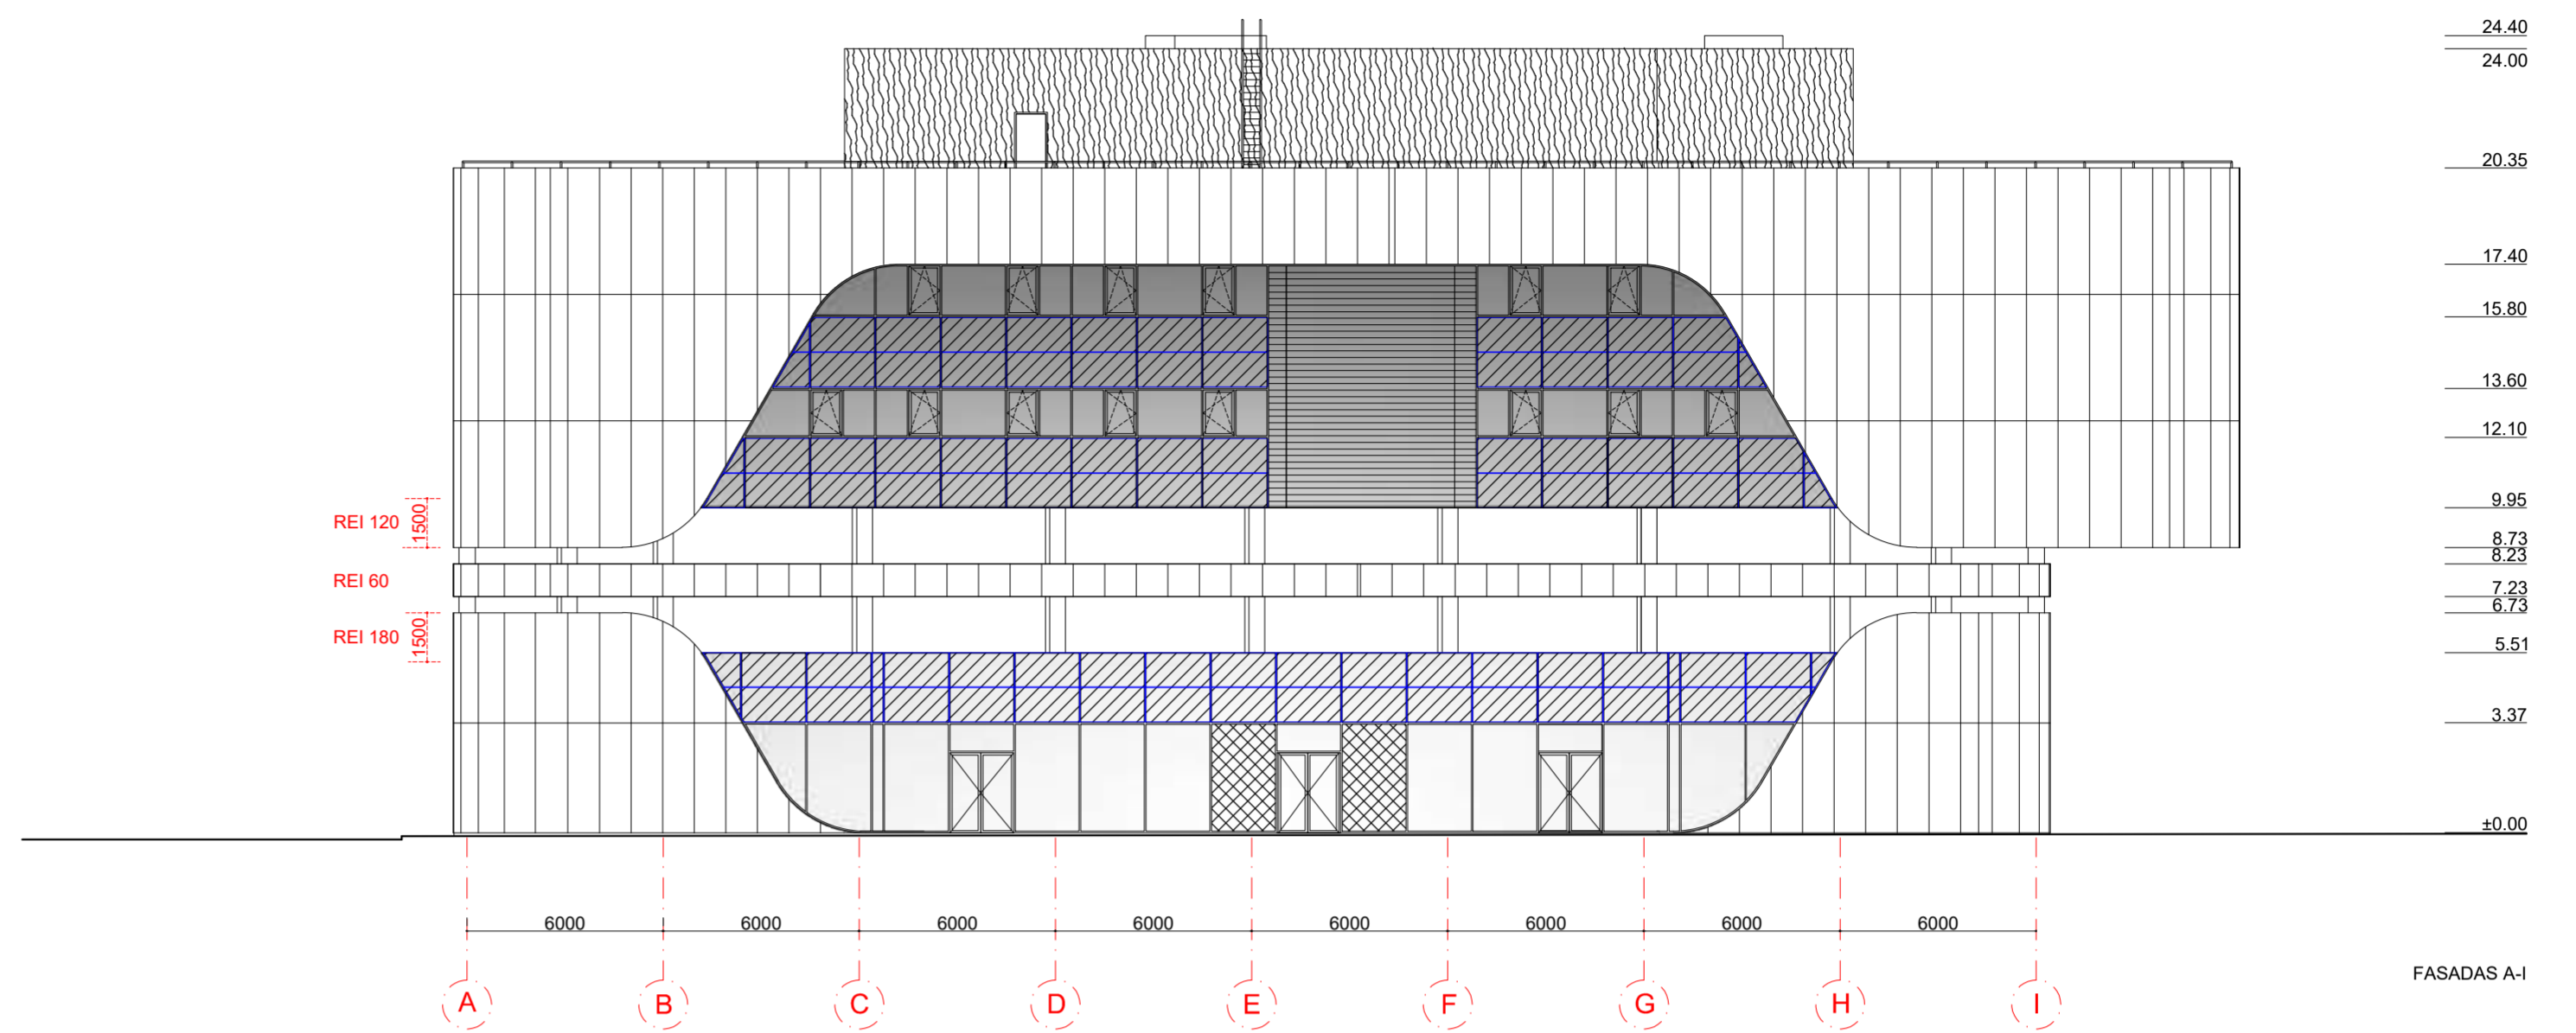 24.40
24.00
20.35
17.40
15.80
13.60
12.10
9.95
REI 120
1500
8.73
8.23
REI 60
7.23
6.73
REI 180
1500
5.51
3.37
±0.00
6000 6000 6000 6000 6000 6000 6000 6000
FASADAS A-I
A B C D E F G H I